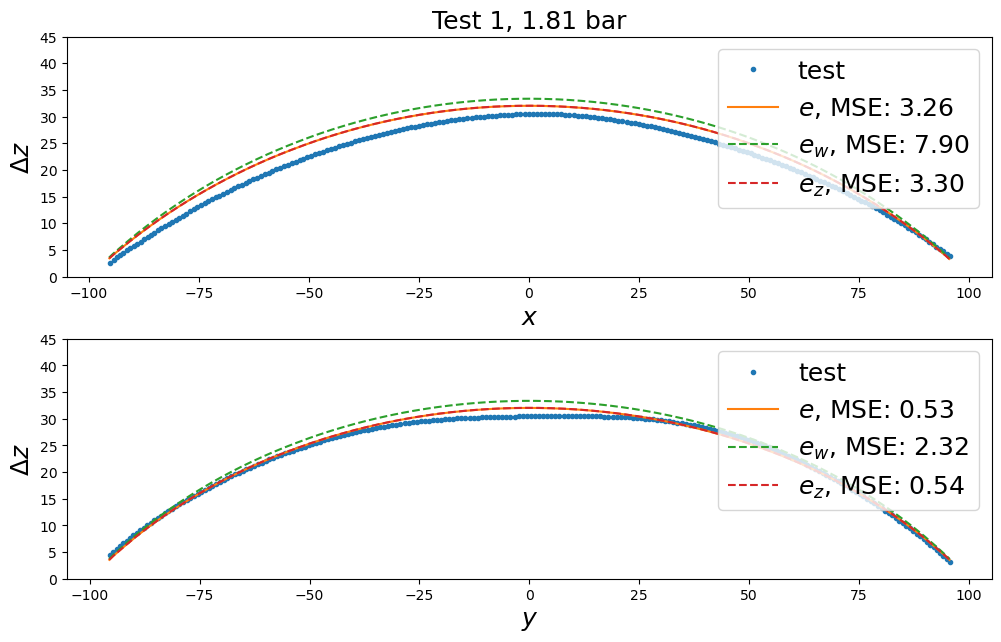 Test 1, 1.81 bar
45
40
35
30
25
20
15
10
5
0
Δz
test
e, MSE: 3.26
e_w, MSE: 7.90
e_z, MSE: 3.30
−100 −75 −50 −25 0 25 50 75 100
x
45
40
35
30
25
20
15
10
5
0
Δz
test
e, MSE: 0.53
e_w, MSE: 2.32
e_z, MSE: 0.54
−100 −75 −50 −25 0 25 50 75 100
y